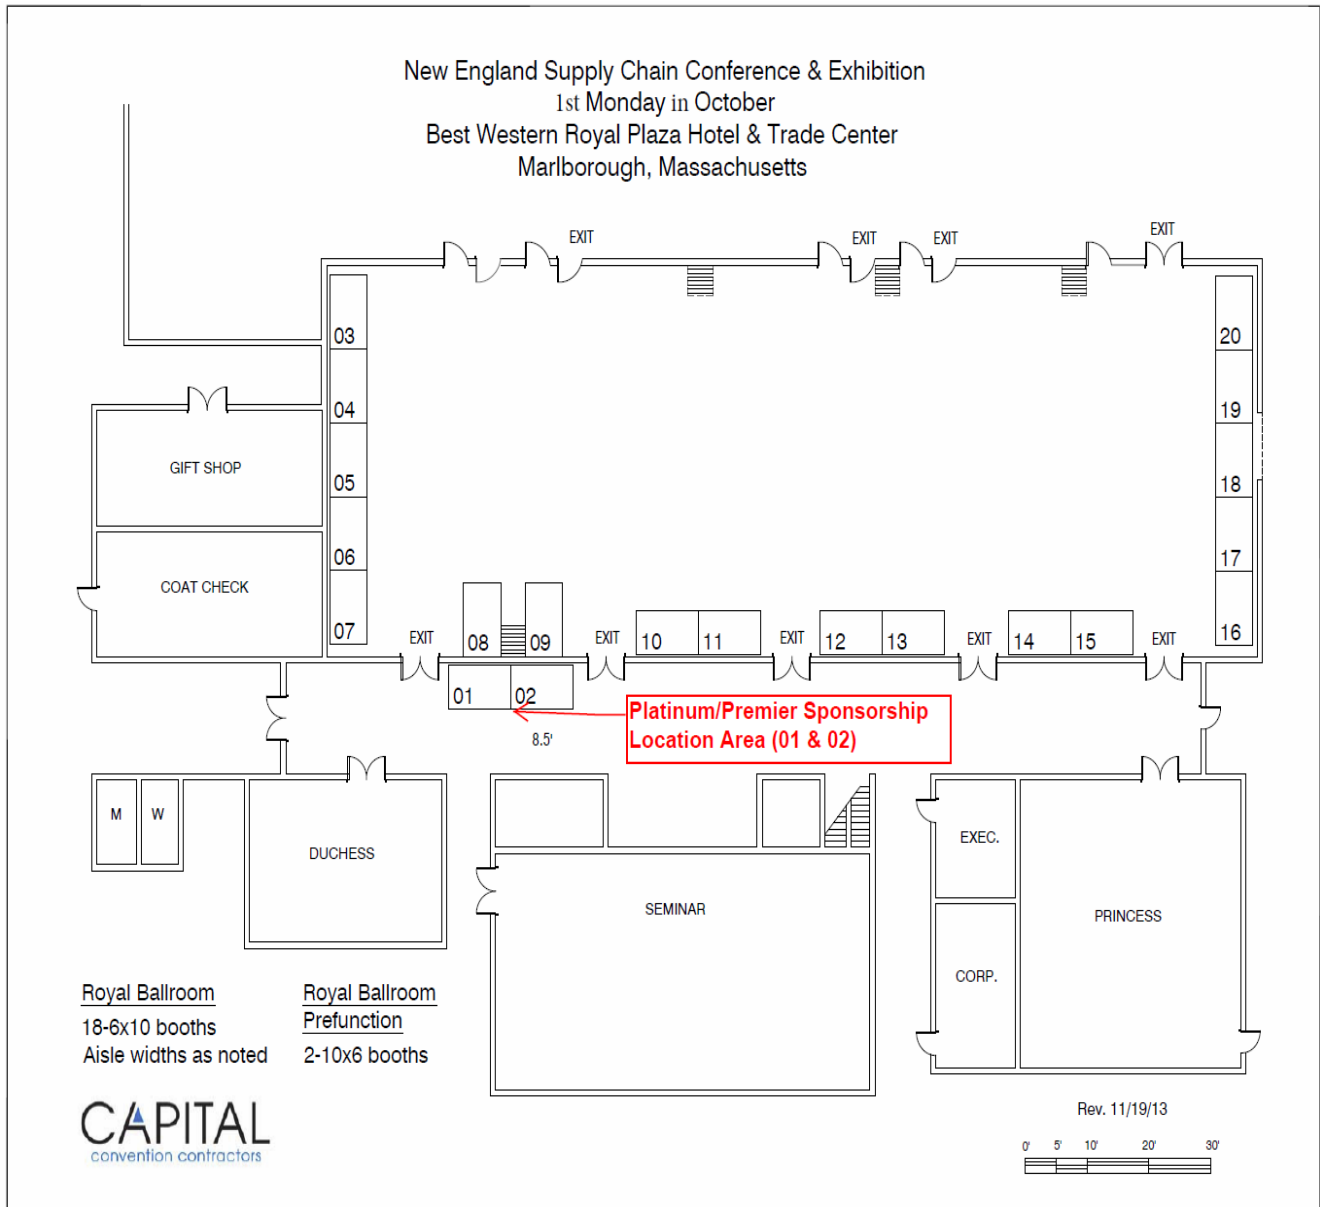 New England Supply Chain Conference & Exhibition
1st Monday in October
Best Western Royal Plaza Hotel & Trade Center
Marlborough, Massachusetts
EXIT
EXIT
EXIT
EXIT
03
20
04
19
GIFT SHOP
05
18
06
17
COAT CHECK
07
EXIT
08
09
EXIT
10
11
EXIT
12
13
EXIT
14
15
EXIT
16
01
02
Platinum/Premier Sponsorship
Location Area (01 & 02)
8.5'
M
W
DUCHESS
EXEC.
SEMINAR
PRINCESS
CORP.
Royal Ballroom
18-6x10 booths
Aisle widths as noted
Royal Ballroom
Prefunction
2-10x6 booths
CAPITAL
convention contractors
Rev. 11/19/13
0' 5' 10' 20' 30'